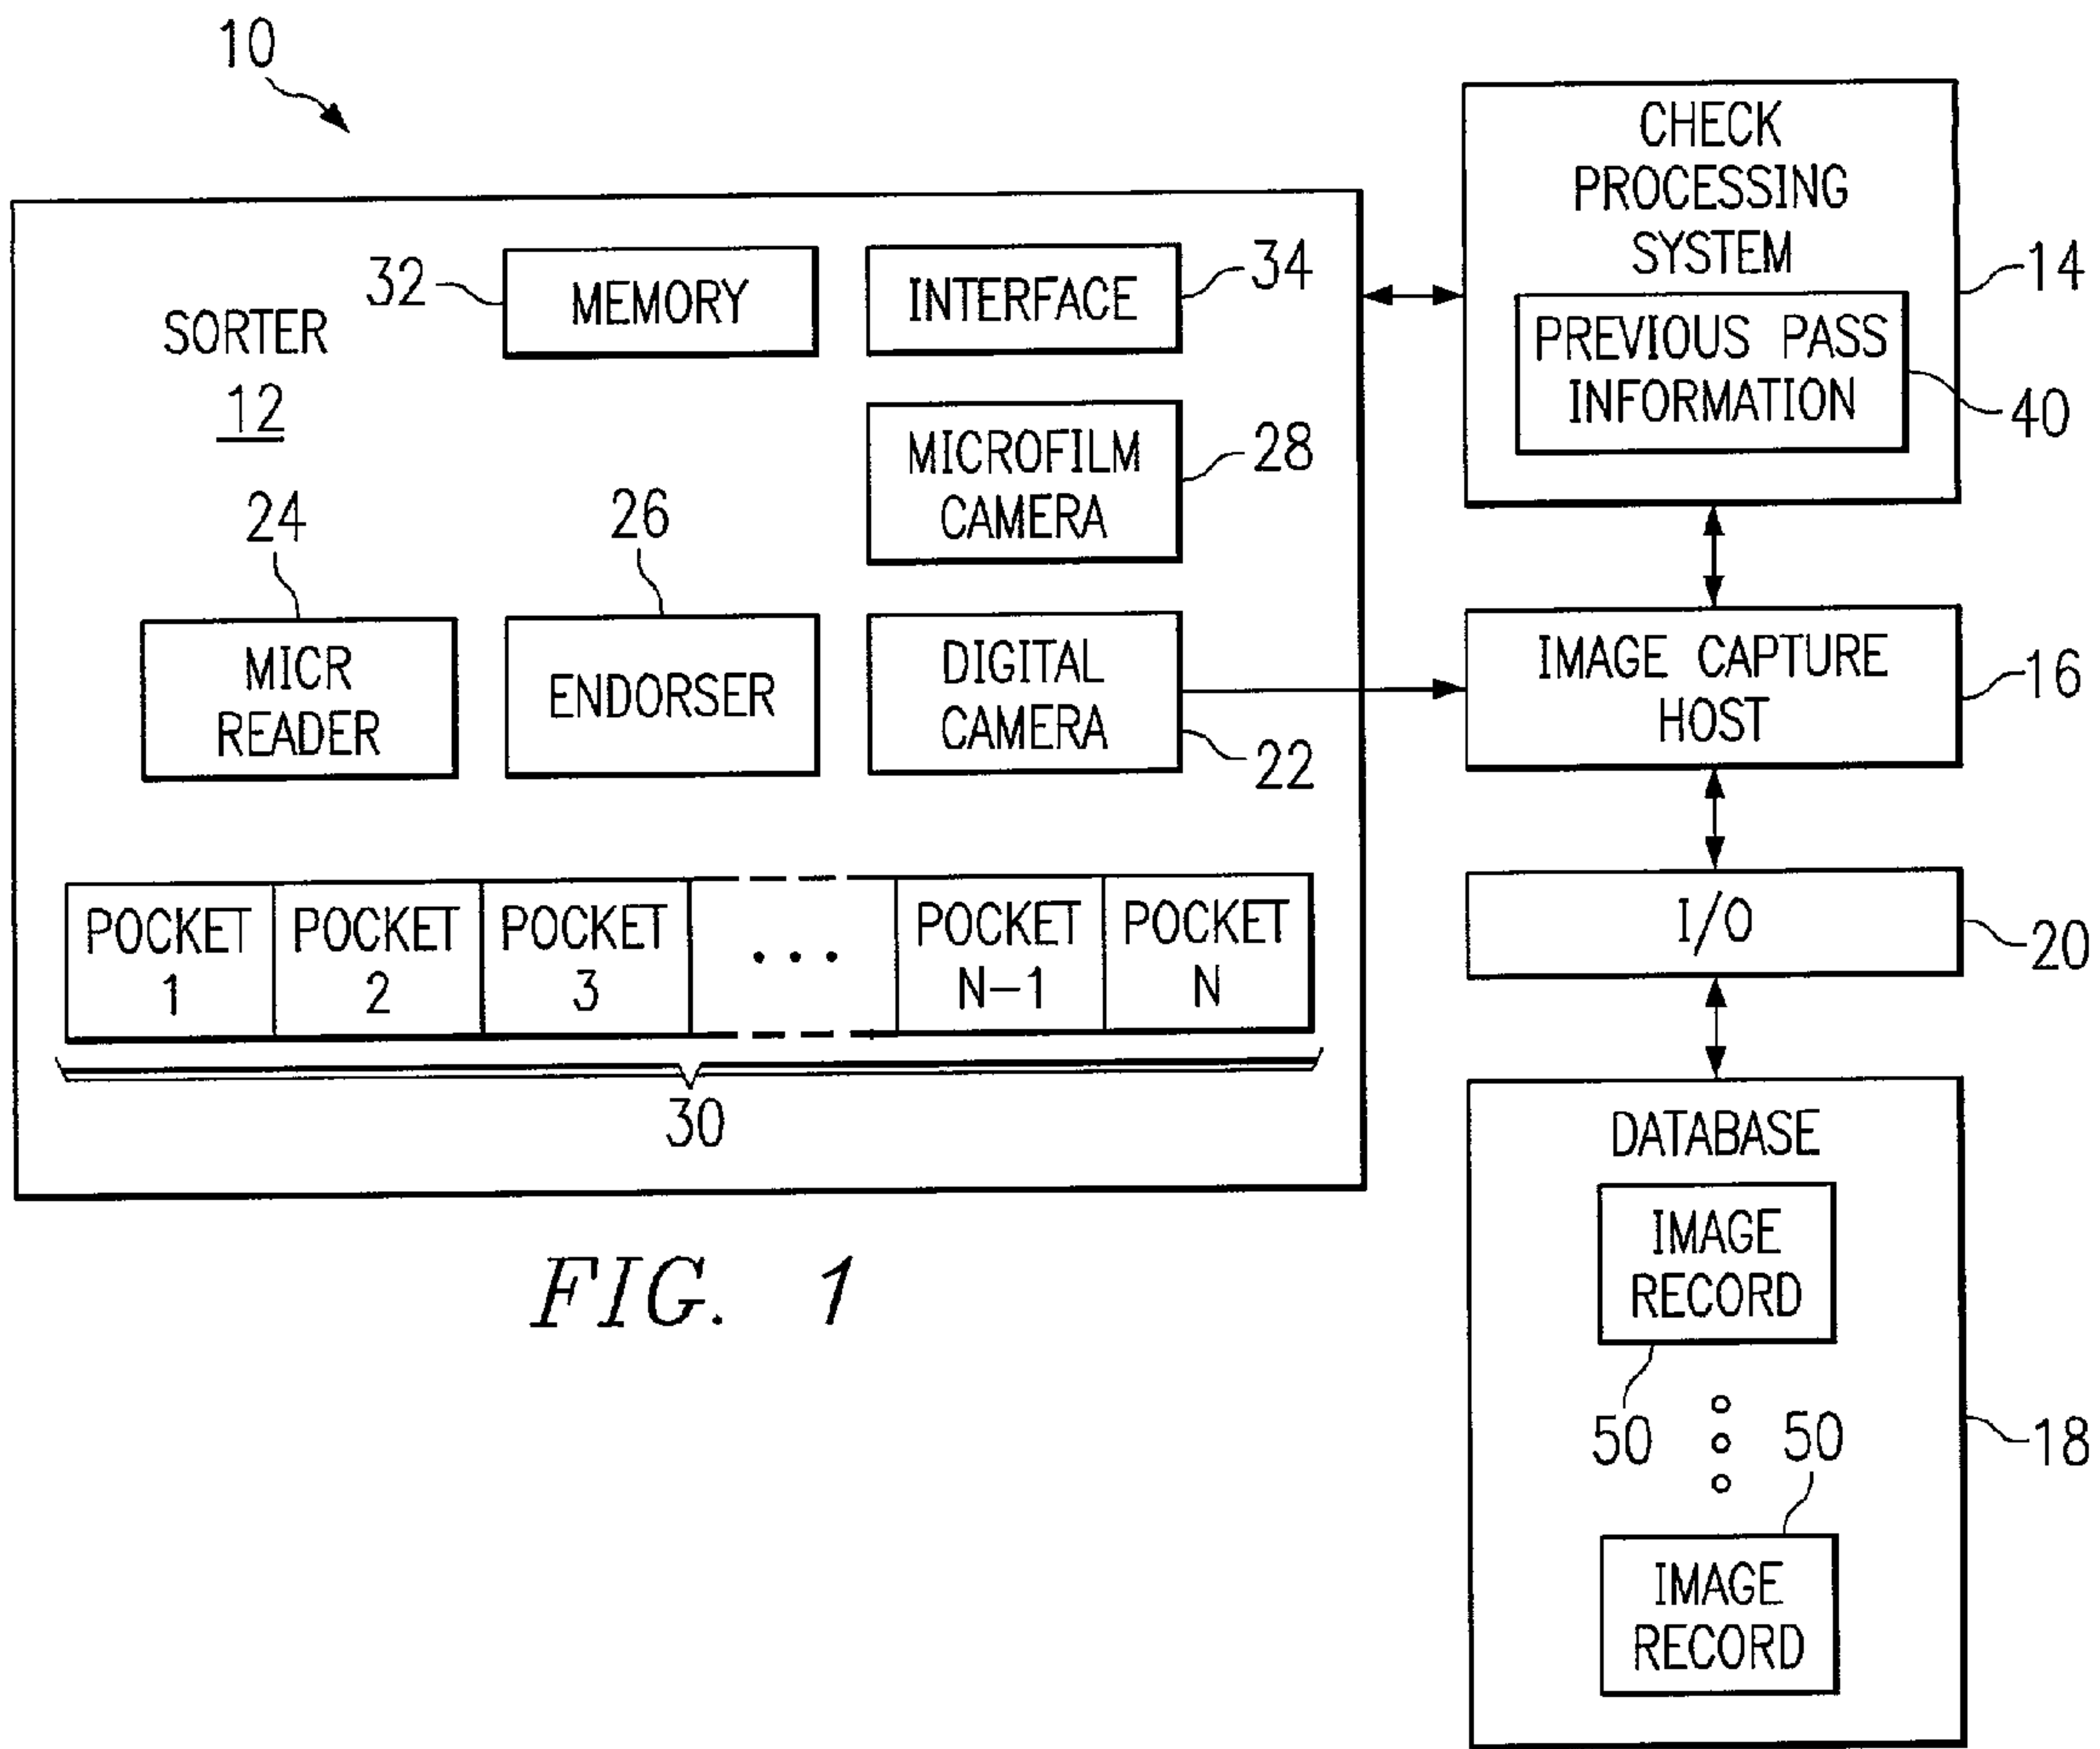 10
SORTER
12
32
MEMORY
INTERFACE
34
MICROFILM
CAMERA
28
24
MICR
READER
26
ENDORSER
DIGITAL
CAMERA
22
POCKET
1
POCKET
2
POCKET
3
...
POCKET
N-1
POCKET
N
30
CHECK
PROCESSING
SYSTEM
14
PREVIOUS PASS
INFORMATION
40
IMAGE CAPTURE
HOST
16
I/O
20
DATABASE
IMAGE
RECORD
50
50
18
IMAGE
RECORD
FIG. 1